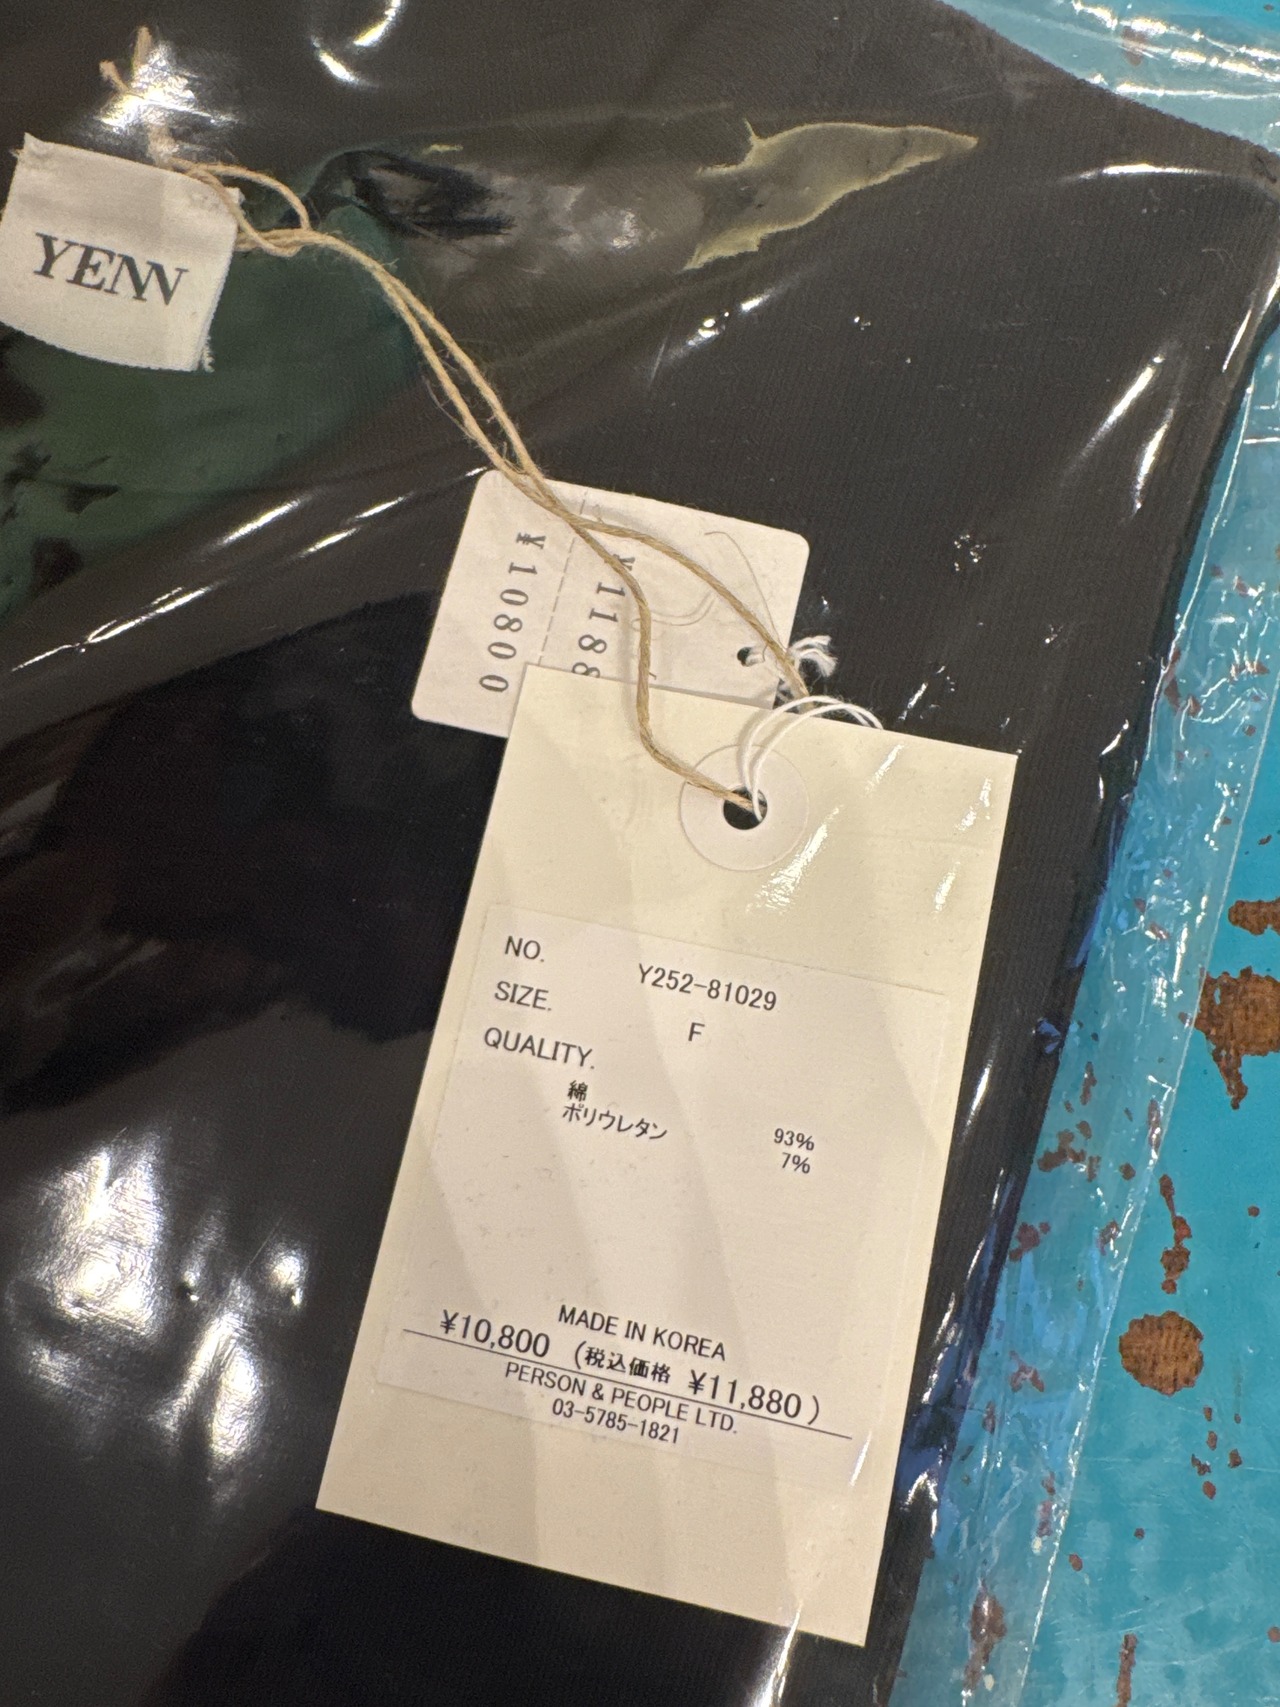 YENN
¥10800
¥118
NO. Y252-81029
SIZE. F
QUALITY.
綿 93%
ポリウレタン 7%
MADE IN KOREA
¥10,800 (税込価格 ¥11,880)
PERSON & PEOPLE LTD.
03-5785-1821